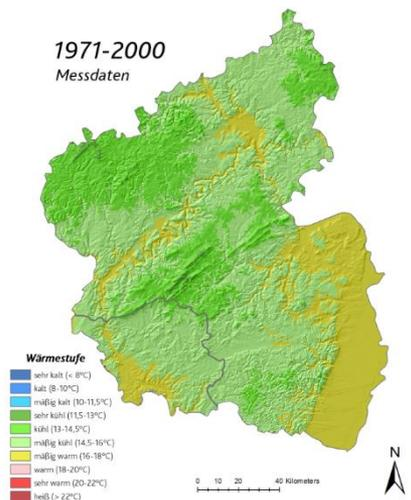 1971-2000
Messdaten
Wärmestufe
sehr kalt (< 8°C)
kalt (8-10°C)
mäßig kalt (10-11,5°C)
sehr kühl (11,5-13°C)
kühl (13-14,5°C)
mäßig kühl (14,5-16°C)
mäßig warm (16-18°C)
warm (18-20°C)
sehr warm (20-22°C)
heiß (> 22°C)
0 10 20 40 Kilometers
N